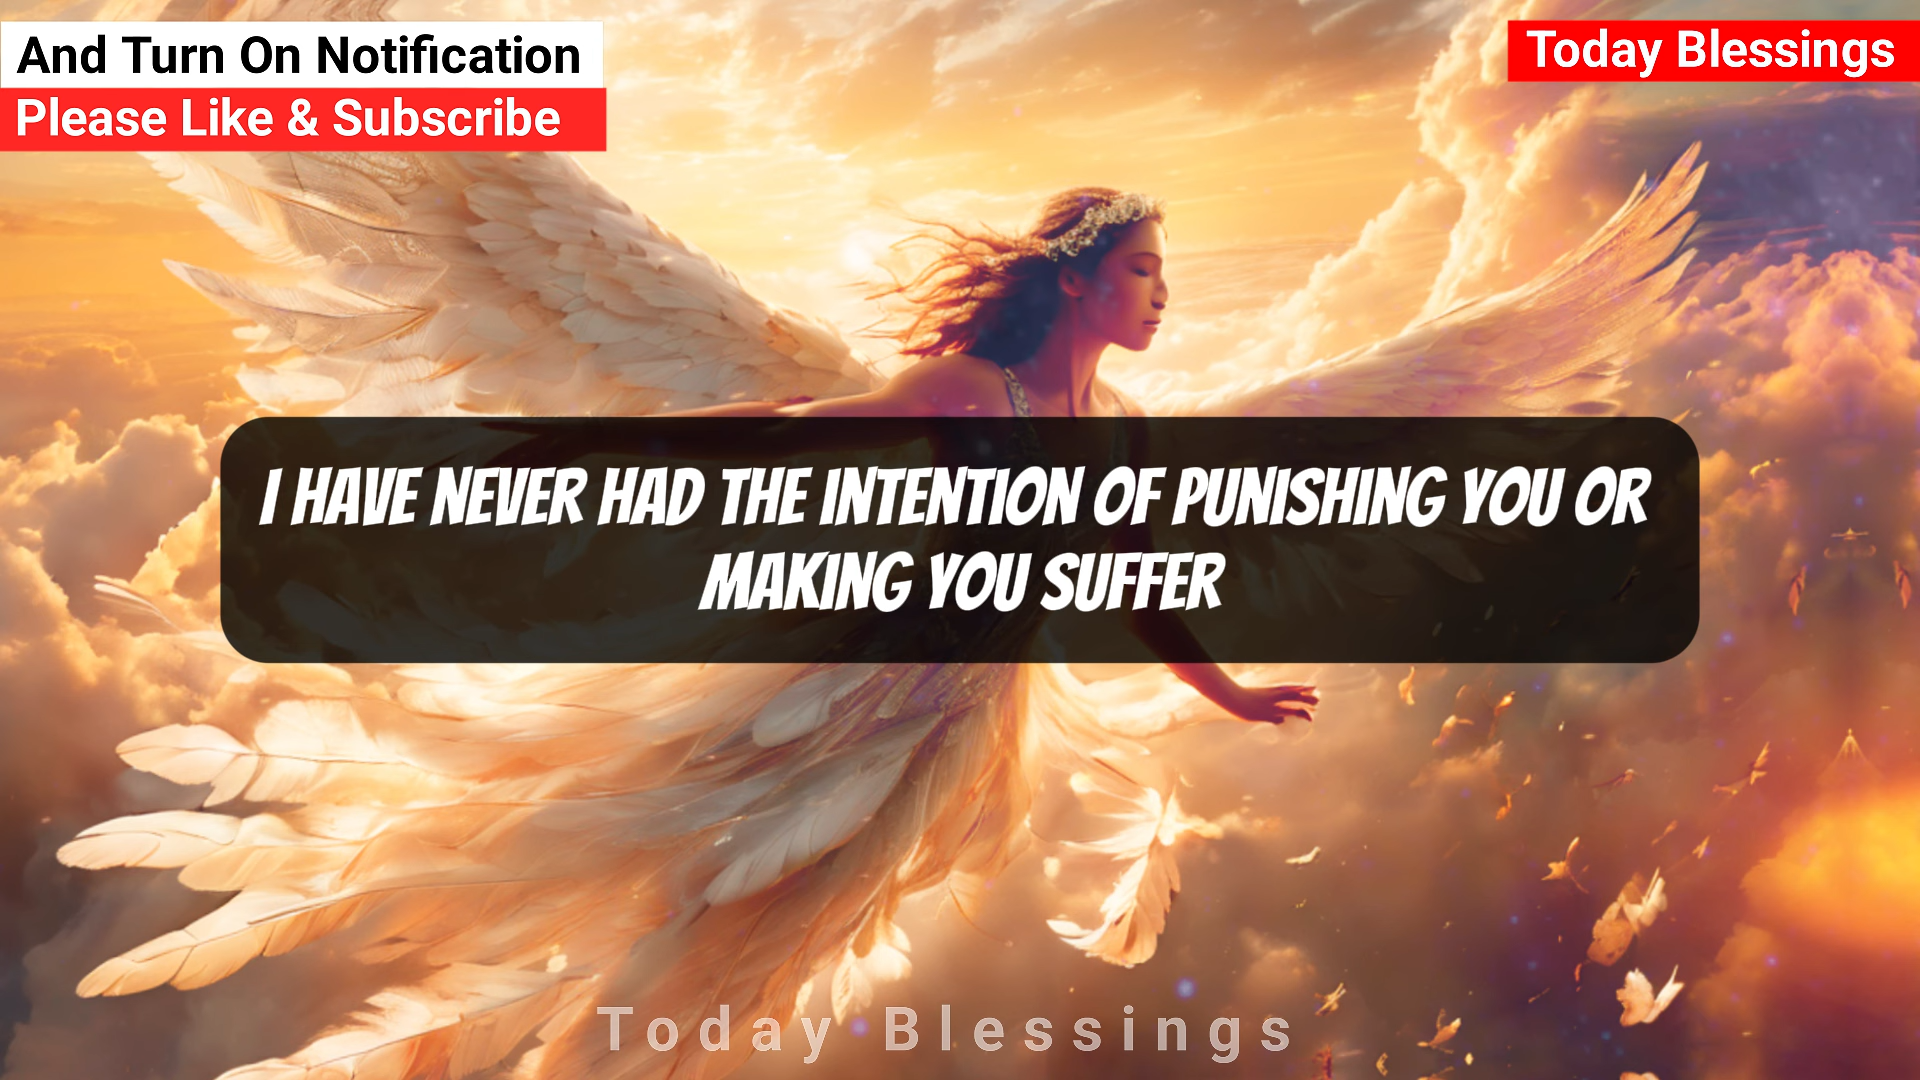 And Turn On Notification
Please Like & Subscribe
Today Blessings
I HAVE NEVER HAD THE INTENTION OF PUNISHING YOU OR
MAKING YOU SUFFER
Today Blessings